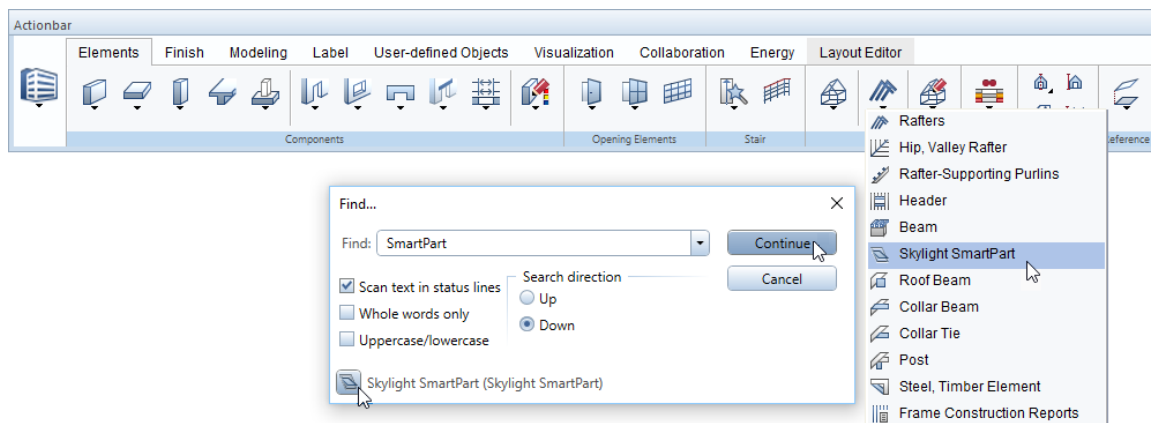 Actionbar
Elements Finish Modeling Label User-defined Objects Visualization Collaboration Energy Layout Editor
Components Opening Elements Stair
Rafters
Hip, Valley Rafter
Rafter-Supporting Purlins
Header
Beam
Skylight SmartPart
Roof Beam
Collar Beam
Collar Tie
Post
Steel, Timber Element
Frame Construction Reports
Find...
Find: SmartPart Continue
Scan text in status lines
Whole words only
Uppercase/lowercase
Search direction
Up
Down
Cancel
Skylight SmartPart (Skylight SmartPart)